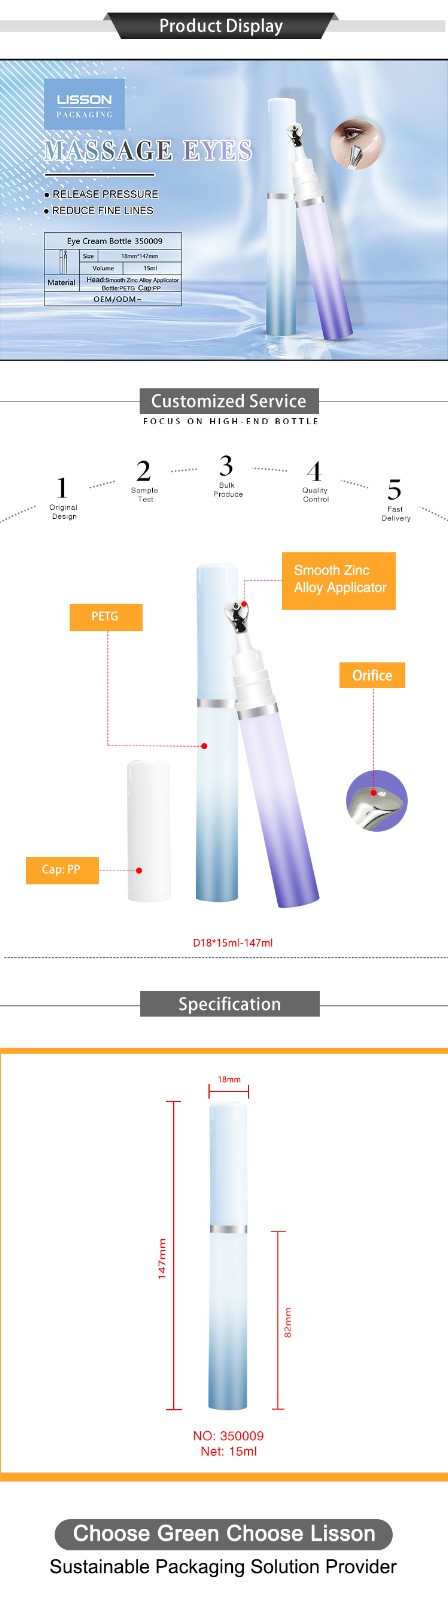 Product Display
LISSON
PACKAGING
MASSAGE EYES
● RELEASE PRESSURE
● REDUCE FINE LINES
Eye Cream Bottle 350009
Size 18mm*147mm
Volume 15ml
Material Head:Smooth Zinc Alloy Applicator
Bottle:PETG Cap:PP
OEM/ODM~
Customized Service
FOCUS ON HIGH-END BOTTLE
1
Original
Design
2
Sample
Test
3
Bulk
Produce
4
Quality
Control
5
Fast
Delivery
Smooth Zinc
Alloy Applicator
PETG
Orifice
Cap: PP
D18*15ml-147ml
Specification
18mm
147mm
82mm
NO: 350009
Net: 15ml
Choose Green Choose Lisson
Sustainable Packaging Solution Provider